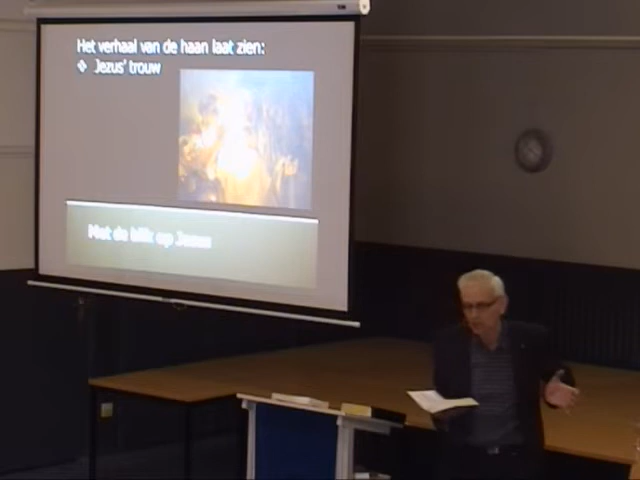 Het verhaal van de haan laat zien:
❖ Jezus' trouw
Met de blik op Jezus